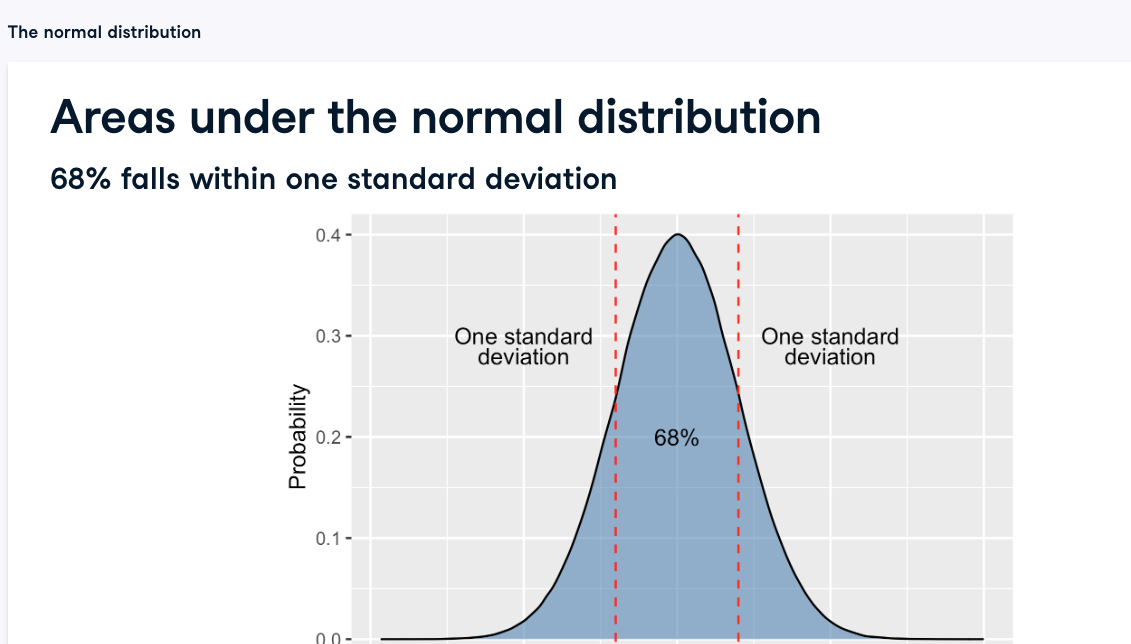 The normal distribution
Areas under the normal distribution
68% falls within one standard deviation
0.4
One standard
deviation
One standard
deviation
0.3
Probability
68%
0.2
0.1
0.0